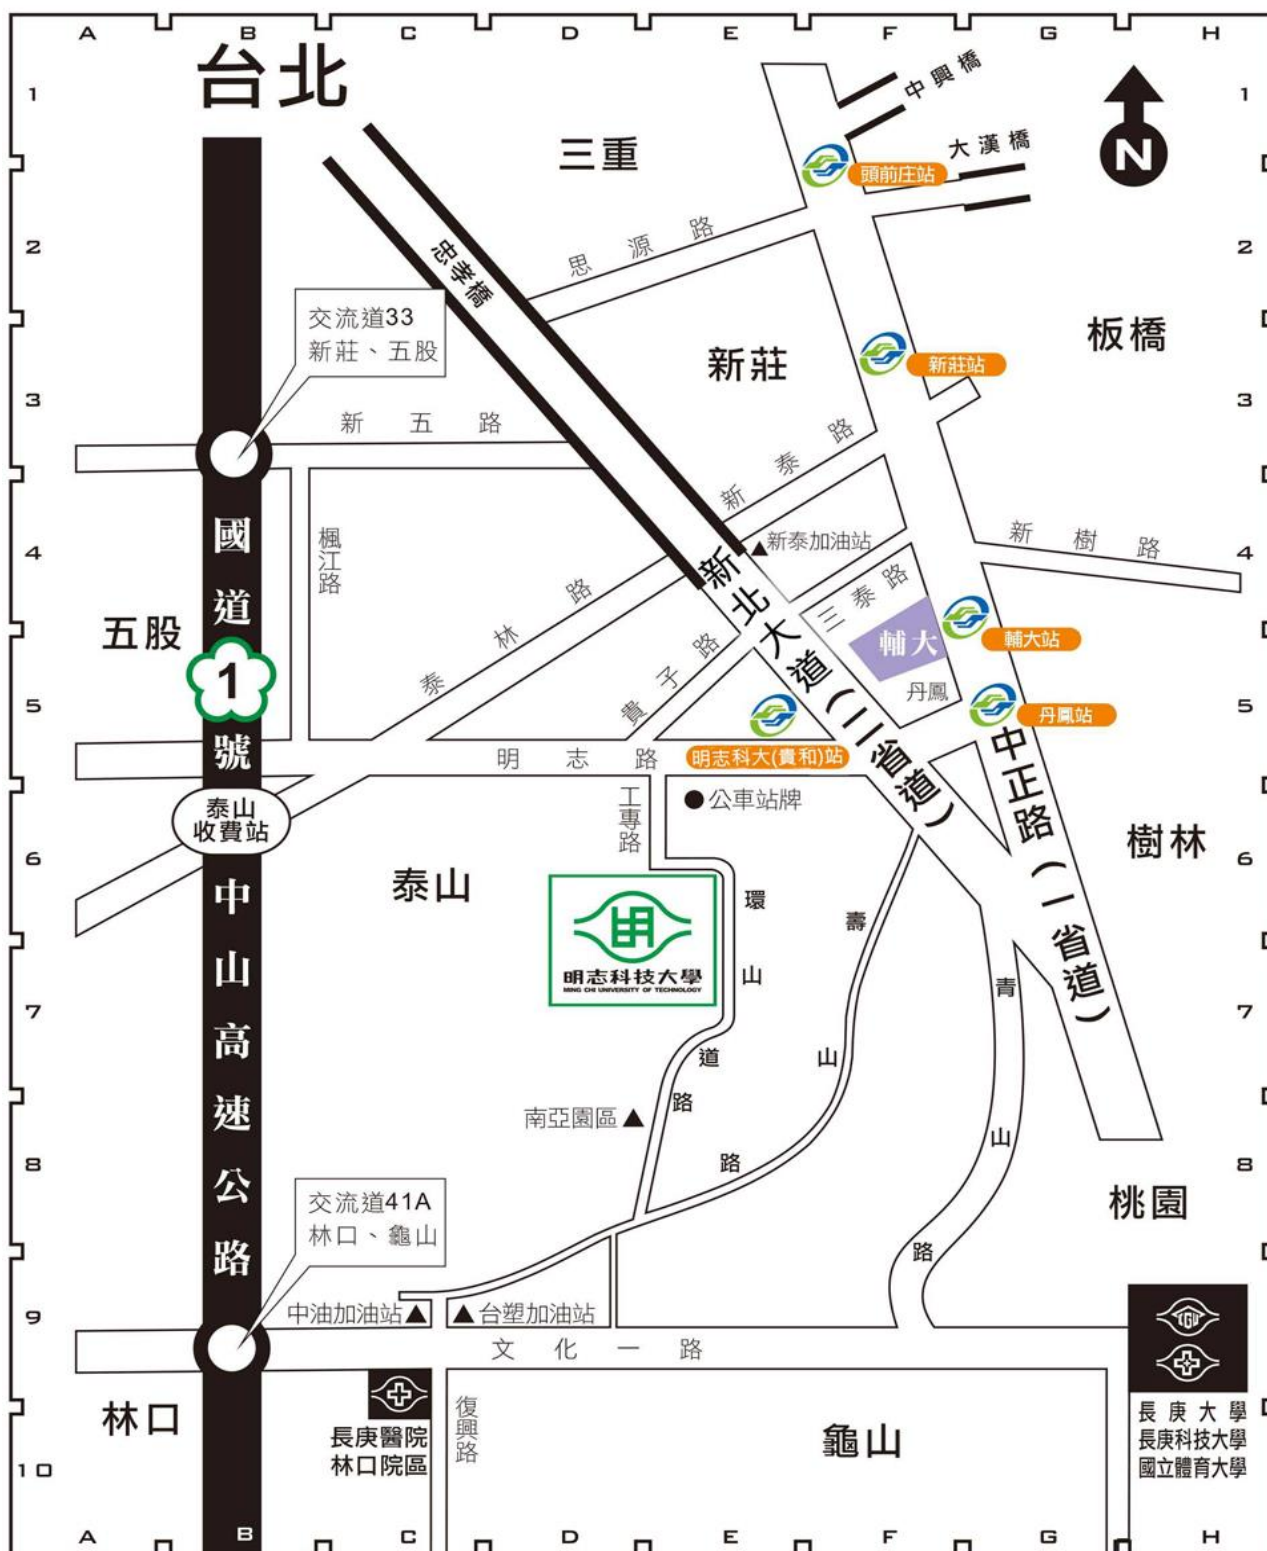 A B C D E F G H
台北
1
1
三重
中興橋
大漢橋
N
頭前庄站
2
2
忠孝橋
思源路
交流道33
新莊、五股
新莊
板橋
新莊站
3
3
新五路
新泰路
國道
1
號
中山高速公路
楓江路
4
4
新泰加油站
新樹路
新北大道(二省道)
泰林路
三泰路
五股
輔大
輔大站
貴子路
丹鳳
5
5
丹鳳站
明志路
明志科大(貴和)站
中正路(一省道)
泰山
收費站
工專路
公車站牌
6
6
樹林
泰山
明志科技大學
MING CHI UNIVERSITY OF TECHNOLOGY
環山道路
壽山路
青山路
7
7
南亞園區
8
8
交流道41A
林口、龜山
桃園
9
9
中油加油站
台塑加油站
文化一路
CGU
林口
長庚醫院
林口院區
復興路
龜山
長庚大學
長庚科技大學
國立體育大學
10
10
A B C D E F G H